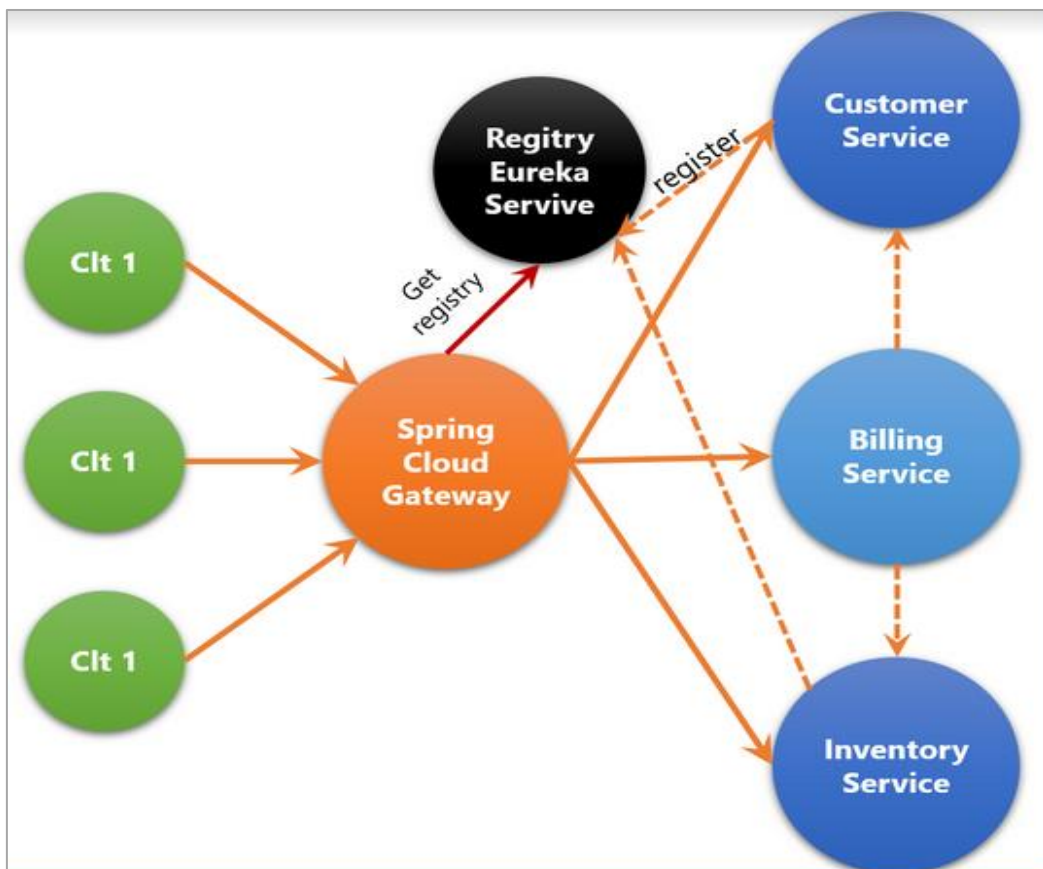 Customer
Service
Regitry
Eureka
Servive
register
Clt 1
Get
registry
Clt 1
Spring
Cloud
Gateway
Billing
Service
Clt 1
Inventory
Service